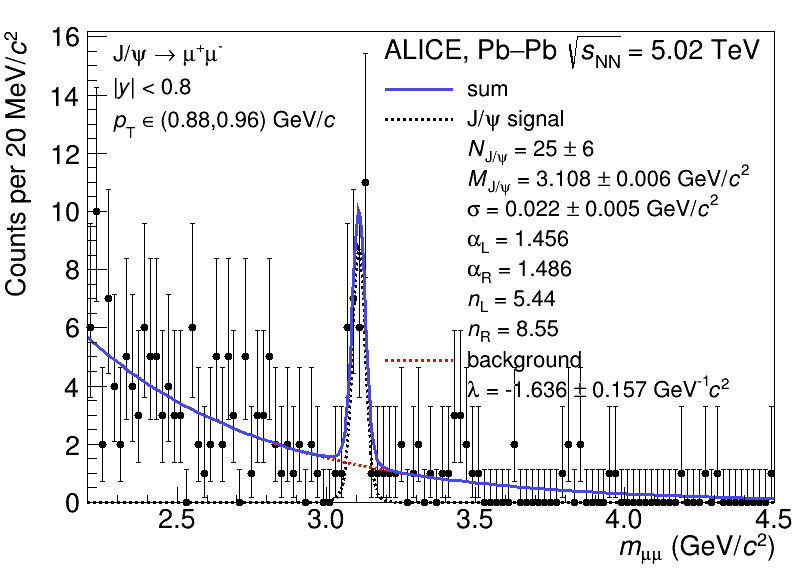 Counts per 20 MeV/c²
16
14
12
10
8
6
4
2
0
J/ψ → μ⁺μ⁻
|y| < 0.8
p_T ∈ (0.88,0.96) GeV/c
ALICE, Pb–Pb √s_NN = 5.02 TeV
sum
J/ψ signal
N_J/ψ = 25 ± 6
M_J/ψ = 3.108 ± 0.006 GeV/c²
σ = 0.022 ± 0.005 GeV/c²
α_L = 1.456
α_R = 1.486
n_L = 5.44
n_R = 8.55
background
λ = -1.636 ± 0.157 GeV⁻¹c²
2.5 3.0 3.5 4.0 4.5
m_μμ (GeV/c²)